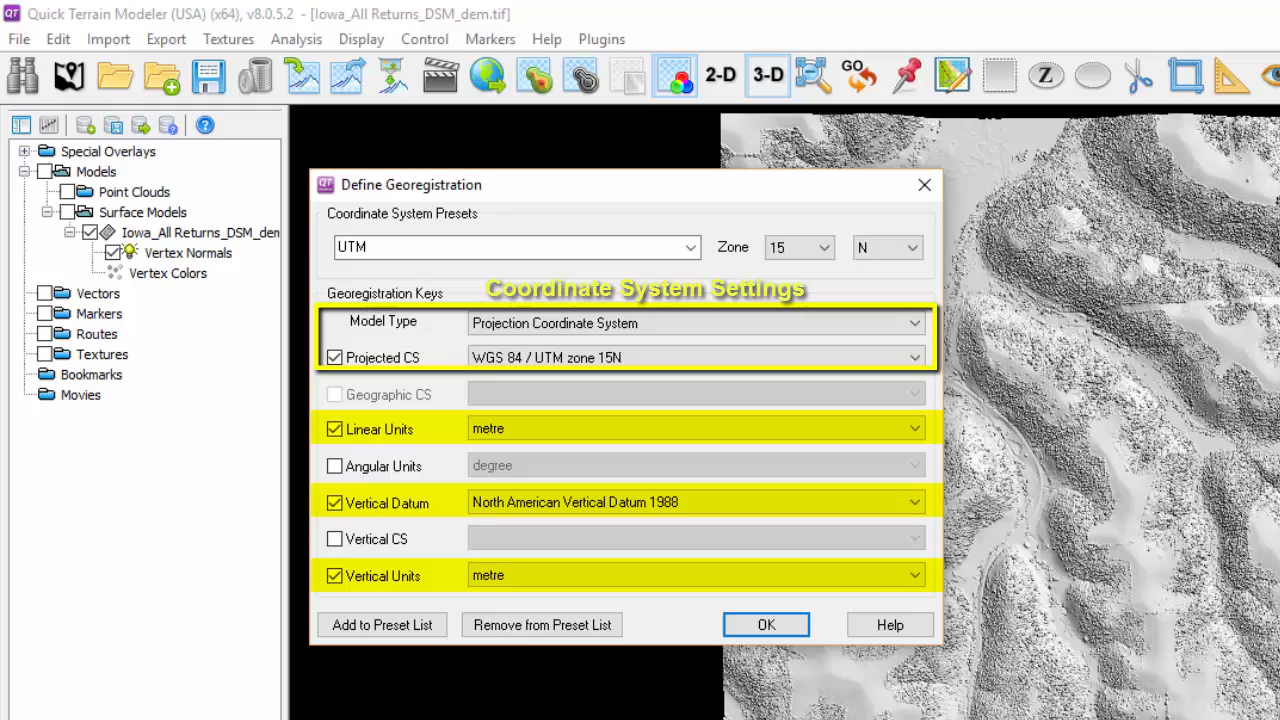 Quick Terrain Modeler (USA) (x64), v8.0.5.2 - [Iowa_All Returns_DSM_dem.tif]
File Edit Import Export Textures Analysis Display Control Markers Help Plugins
2-D 3-D GO Z
Special Overlays
Models
Point Clouds
Surface Models
Iowa_All Returns_DSM_den
Vertex Normals
Vertex Colors
Vectors
Markers
Routes
Textures
Bookmarks
Movies
QT Define Georegistration
Coordinate System Presets
UTM Zone 15 N
Georegistration Keys
Coordinate System Settings
Model Type Projection Coordinate System
Projected CS WGS 84 / UTM zone 15N
Geographic CS
Linear Units metre
Angular Units degree
Vertical Datum North American Vertical Datum 1988
Vertical CS
Vertical Units metre
Add to Preset List Remove from Preset List OK Help